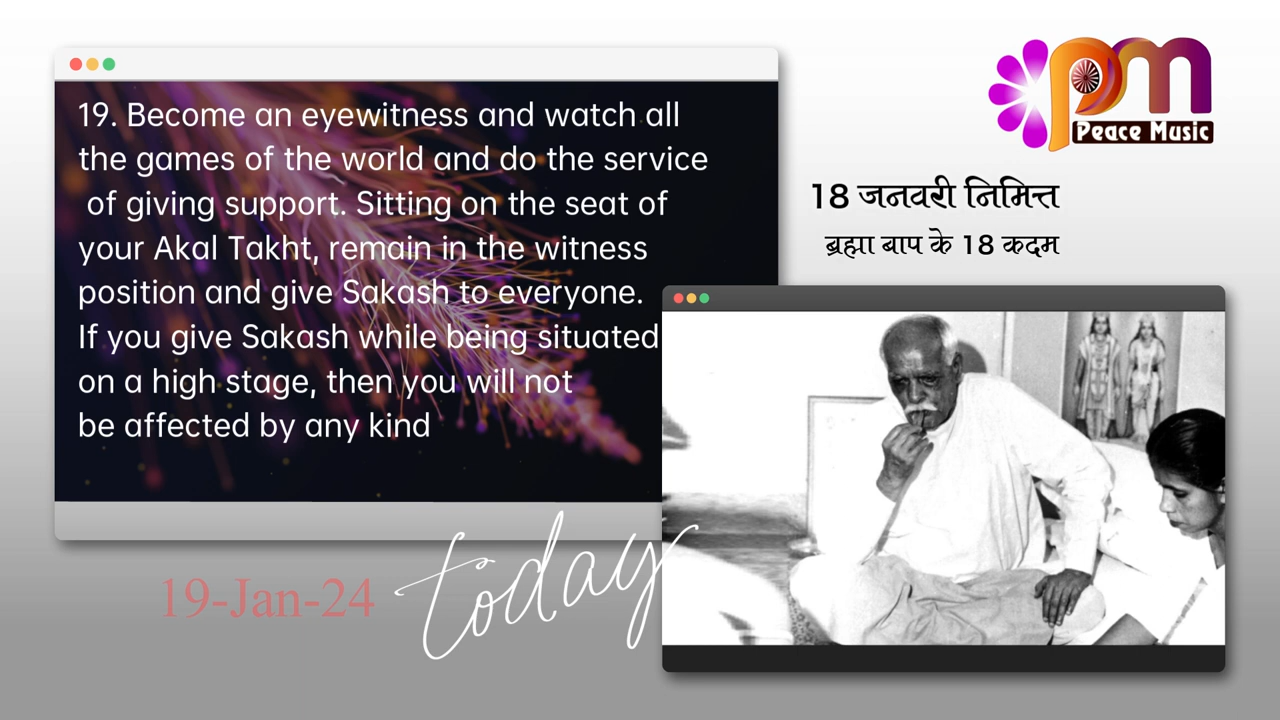 19. Become an eyewitness and watch all
the games of the world and do the service
of giving support. Sitting on the seat of
your Akal Takht, remain in the witness
position and give Sakash to everyone.
If you give Sakash while being situated
on a high stage, then you will not
be affected by any kind
pm
Peace Music
18 जनवरी निमित्त
ब्रह्मा बाप के 18 कदम
19-Jan-24
today